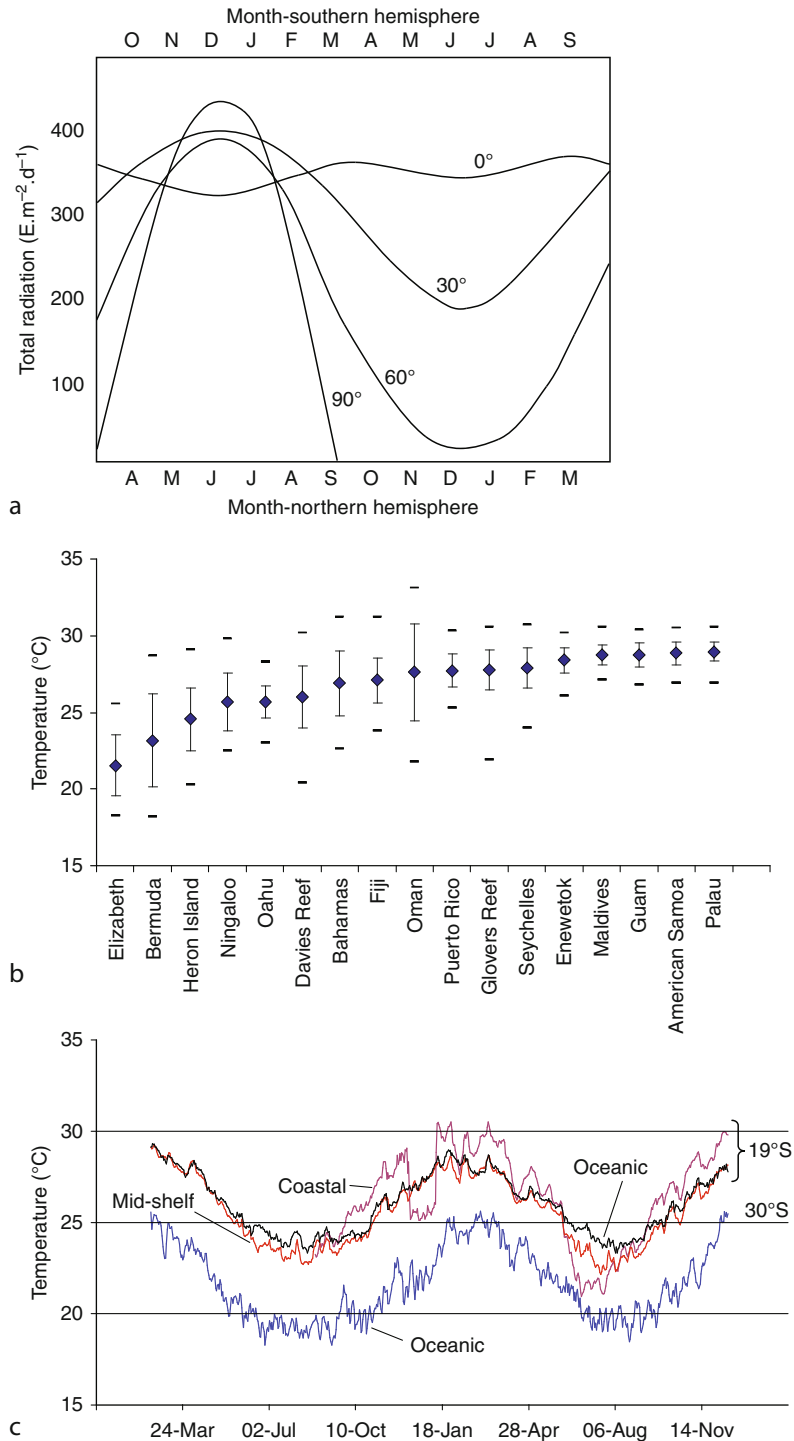 Month-southern hemisphere
O N D J F M A M J J A S
Total radiation (E.m⁻².d⁻¹)
400
300
200
100
0°
30°
60°
90°
A M J J A S O N D J F M
Month-northern hemisphere
a
Temperature (°C)
35
30
25
20
15
Elizabeth
Bermuda
Heron Island
Ningaloo
Oahu
Davies Reef
Bahamas
Fiji
Oman
Puerto Rico
Glovers Reef
Seychelles
Enewetok
Maldives
Guam
American Samoa
Palau
b
Temperature (°C)
35
30
25
20
15
Mid-shelf
Coastal
Oceanic
19°S
30°S
Oceanic
24-Mar 02-Jul 10-Oct 18-Jan 28-Apr 06-Aug 14-Nov
c